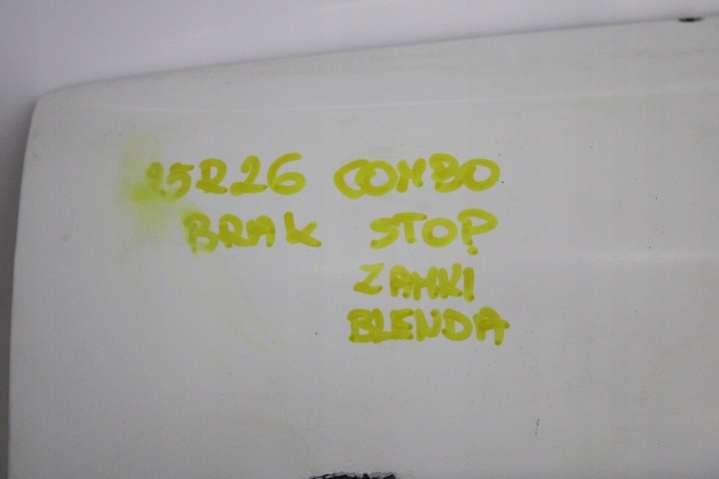 25R26 COMBO
BRAK STOP
ZAMKI
BLENDA